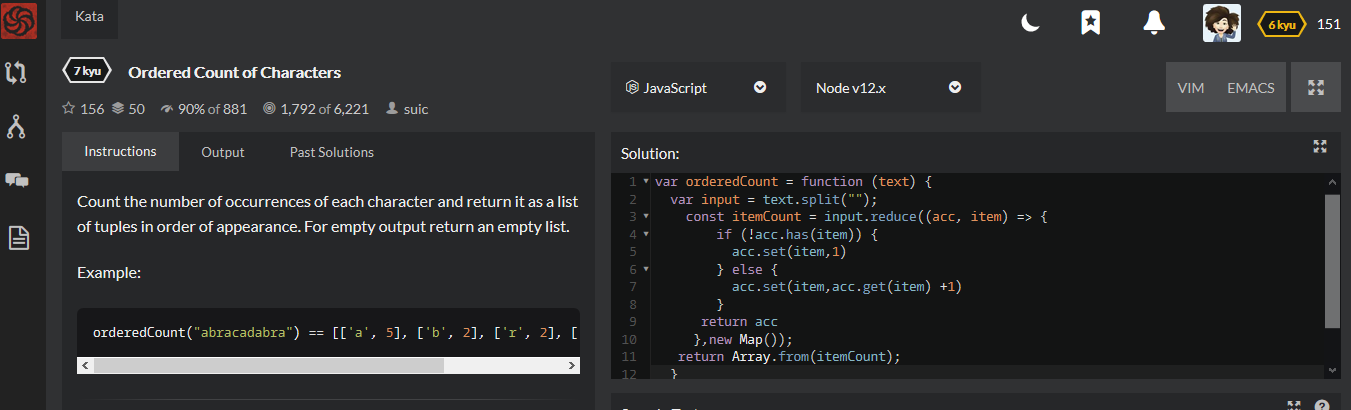 Kata
6 kyu 151
7 kyu Ordered Count of Characters
JavaScript
Node v12.x
VIM EMACS
156 50 90% of 881 1,792 of 6,221 suic
Instructions Output Past Solutions
Count the number of occurrences of each character and return it as a list
of tuples in order of appearance. For empty output return an empty list.
Example:
orderedCount("abracadabra") == [['a', 5], ['b', 2], ['r', 2], [
Solution:
1 var orderedCount = function (text) {
2 var input = text.split("");
3 const itemCount = input.reduce((acc, item) => {
4 if (!acc.has(item)) {
5 acc.set(item,1)
6 } else {
7 acc.set(item,acc.get(item) +1)
8 }
9 return acc
10 },new Map());
11 return Array.from(itemCount);
12 }